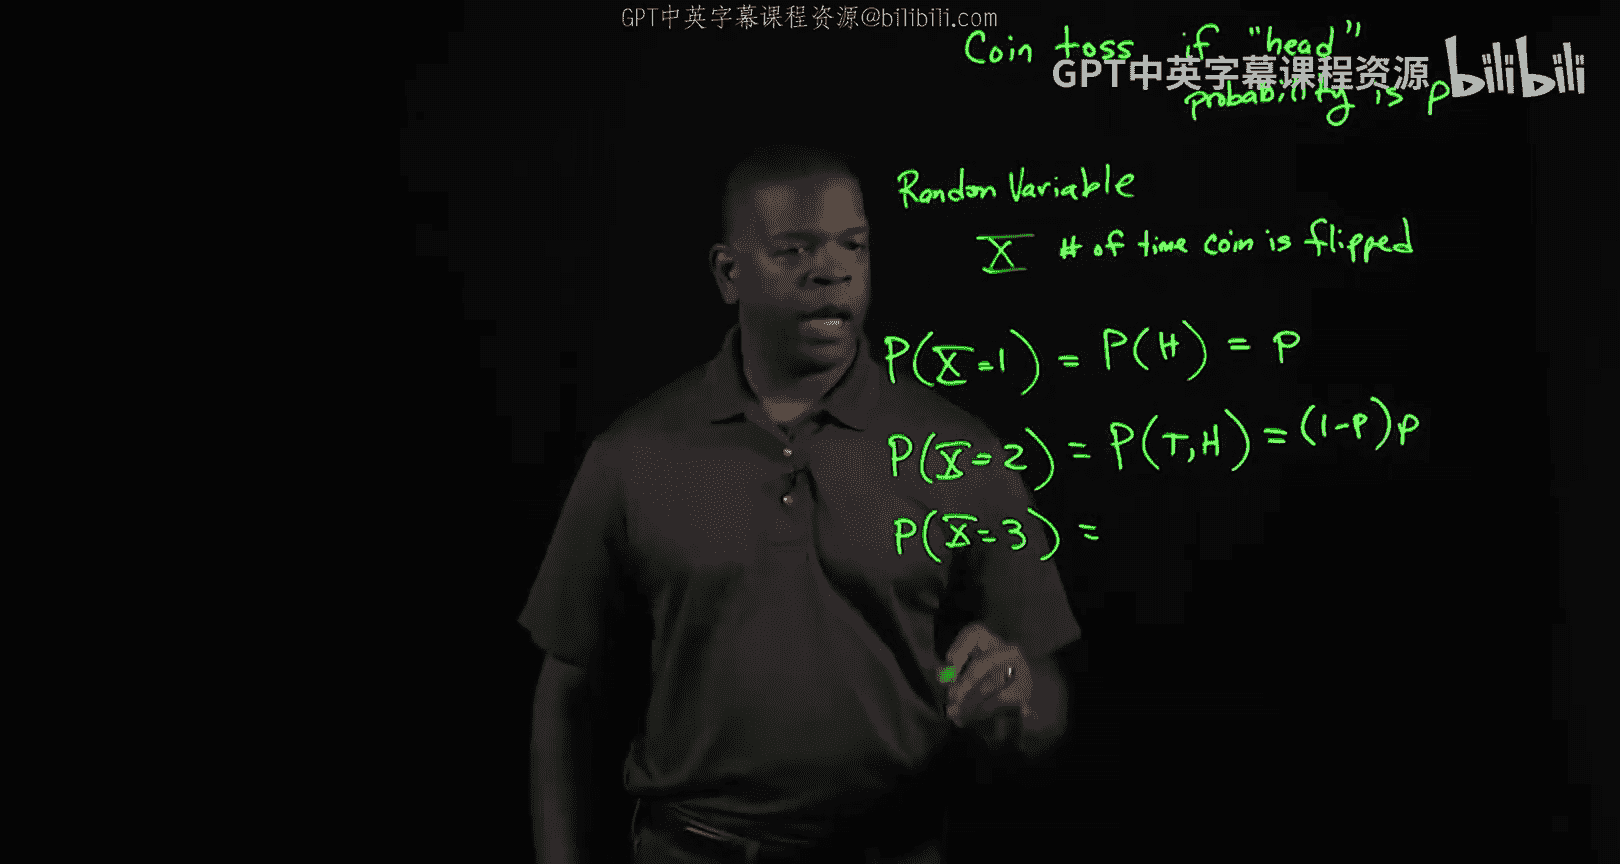 GPT中英字幕课程资源@bilibili.com
Coin toss if "head"
GPT中英字幕课程资源 bilibili
probability is p
Random Variable
X # of time coin is flipped
P(X=1) = P(H) = p
P(X=2) = P(T,H) = (1-p)p
P(X=3) =